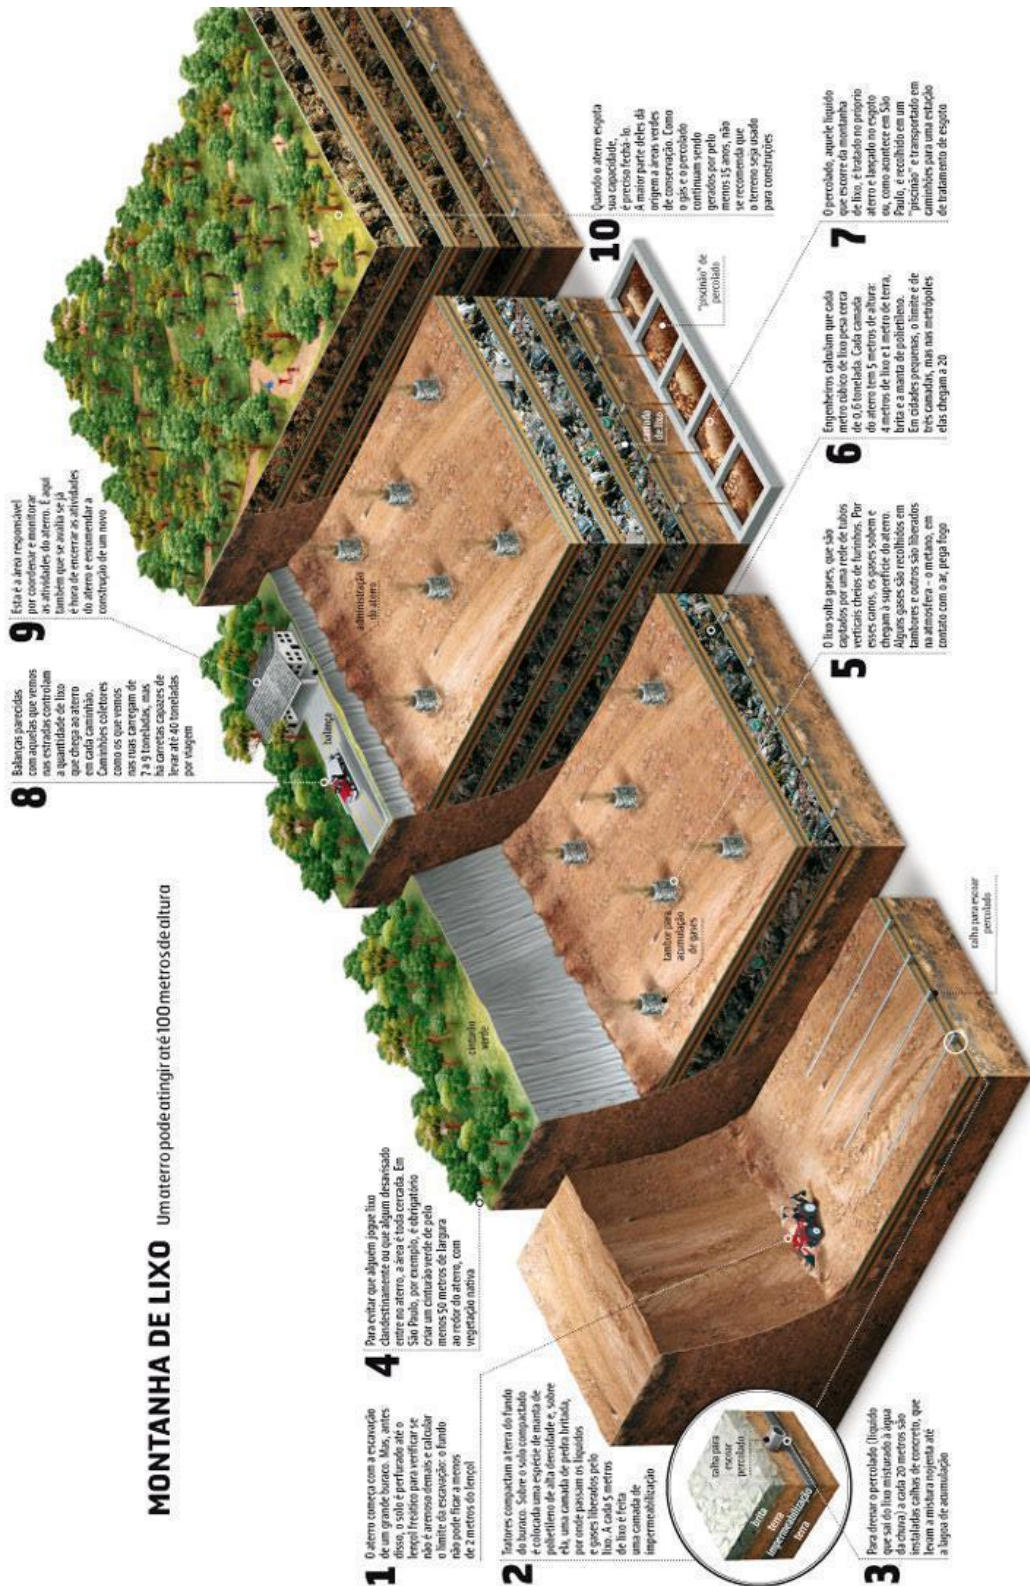 MONTANHA DE LIXO Um aterro pode atingir até 100 metros de altura
1
O aterro começa com a escavação
de um grande buraco. Mas, antes
disso, o solo é perfurado até o
lençol freático para verificar se
não é arenoso demais e calcular
o limite da escavação: o fundo
não pode ficar a menos
de 2 metros do lençol
2
Tratores compactam a terra do fundo
do buraco. Sobre o solo compactado
é colocada uma espécie de manta de
polietileno de alta densidade e, sobre
ela, uma camada de pedra britada,
por onde passam os líquidos
e gases liberados pelo
lixo. A cada 5 metros
de lixo é feita
uma camada de
impermeabilização
calha para
escoar
percolado
brita
terra
impermeabilização
terra
3
Para drenar o percolado (líquido
que sai do lixo misturado à água
da chuva) a cada 20 metros são
instaladas calhas de concreto, que
levam a mistura nojenta até
a lagoa de acumulação
4
Para evitar que alguém jogue lixo
clandestinamente ou que algum desavisado
entre no aterro, a área é toda cercada. Em
São Paulo, por exemplo, é obrigatório
criar um cinturão verde de pelo
menos 50 metros de largura
ao redor do aterro, com
vegetação nativa
cinturão
verde
tambor para
acumulação
de gases
calha para escoar
percolado
5
O lixo solta gases, que são
captados por uma rede de tubos
verticais cheios de furinhos. Por
esses canos, os gases sobem e
chegam à superfície do aterro.
Alguns gases são recolhidos em
tambores e outros são liberados
na atmosfera – o metano, em
contato com o ar, pega fogo
6
Engenheiros calculam que cada
metro cúbico de lixo pesa cerca
de 0,6 tonelada. Cada camada
do aterro tem 5 metros de altura:
4 metros de lixo e 1 metro de terra,
brita e a manta de polietileno.
Em cidades pequenas, o limite é de
três camadas, mas nas metrópoles
elas chegam a 20
camada
de lixo
7
O percolado, aquele líquido
que escorre da montanha
de lixo, é tratado no próprio
aterro e lançado no esgoto
ou, como acontece em São
Paulo, é recolhido em um
"piscinão" e transportado em
caminhões para uma estação
de tratamento de esgoto
"piscinão" de
percolado
8
Balanças parecidas
com aquelas que vemos
nas estradas controlam
a quantidade de lixo
que chega ao aterro
em cada caminhão.
Caminhões coletores
como os que vemos
nas ruas carregam de
7 a 9 toneladas, mas
há carretas capazes de
levar até 40 toneladas
por viagem
balança
9
Esta é a área responsável
por coordenar e monitorar
as atividades do aterro. É aqui
também que se avalia se já
é hora de encerrar as atividades
do aterro e encomendar a
construção de um novo
administração
do aterro
10
Quando o aterro esgota
sua capacidade,
é preciso fechá-lo.
A maior parte deles dá
origem a áreas verdes
de conservação. Como
o gás e o percolado
continuam sendo
gerados por pelo
menos 15 anos, não
se recomenda que
o terreno seja usado
para construções